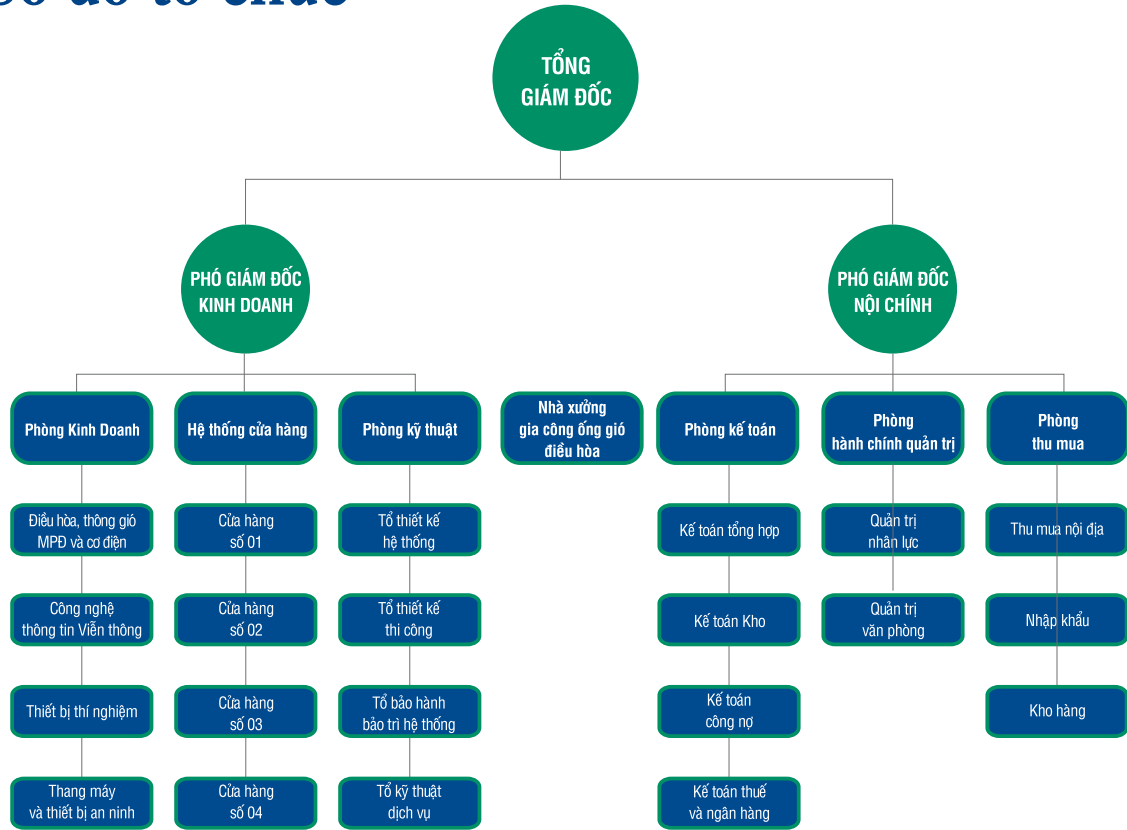 đồ tổ chức
TỔNG
GIÁM ĐỐC
PHÓ GIÁM ĐỐC
KINH DOANH
PHÓ GIÁM ĐỐC
NỘI CHÍNH
Phòng Kinh Doanh
Hệ thống cửa hàng
Phòng kỹ thuật
Nhà xưởng
gia công ống gió
điều hòa
Phòng kế toán
Phòng
hành chính quản trị
Phòng
thu mua
Điều hòa, thông gió
MPĐ và cơ điện
Cửa hàng
số 01
Tổ thiết kế
hệ thống
Kế toán tổng hợp
Quản trị
nhân lực
Thu mua nội địa
Công nghệ
thông tin Viễn thông
Cửa hàng
số 02
Tổ thiết kế
thi công
Kế toán Kho
Quản trị
văn phòng
Nhập khẩu
Thiết bị thí nghiệm
Cửa hàng
số 03
Tổ bảo hành
bảo trì hệ thống
Kế toán
công nợ
Kho hàng
Thang máy
và thiết bị an ninh
Cửa hàng
số 04
Tổ kỹ thuật
dịch vụ
Kế toán thuế
và ngân hàng